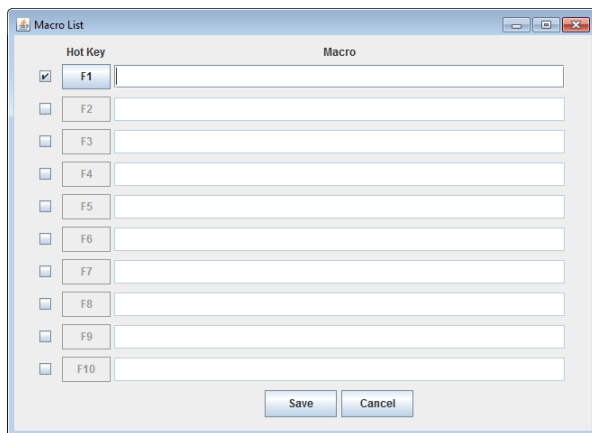 Macro List
Hot Key Macro
F1
F2
F3
F4
F5
F6
F7
F8
F9
F10
Save Cancel